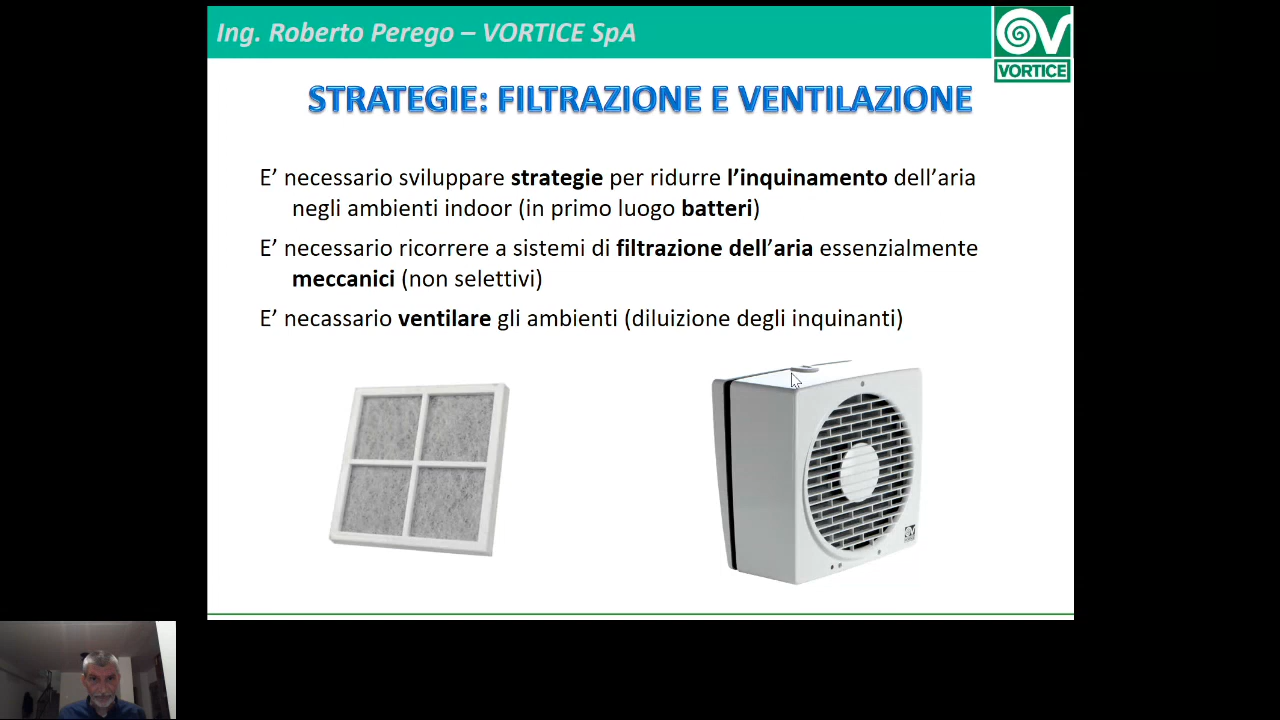 Ing. Roberto Perego – VORTICE SpA
VORTICE
STRATEGIE: FILTRAZIONE E VENTILAZIONE
E’ necessario sviluppare strategie per ridurre l’inquinamento dell’aria
negli ambienti indoor (in primo luogo batteri)
E’ necessario ricorrere a sistemi di filtrazione dell’aria essenzialmente
meccanici (non selettivi)
E’ necassario ventilare gli ambienti (diluizione degli inquinanti)